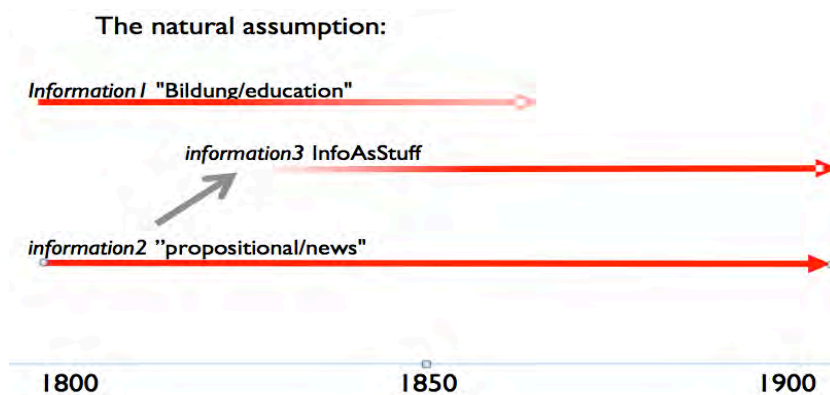 The natural assumption:
Information1 "Bildung/education"
information3 InfoAsStuff
information2 ”propositional/news"
1800 1850 1900